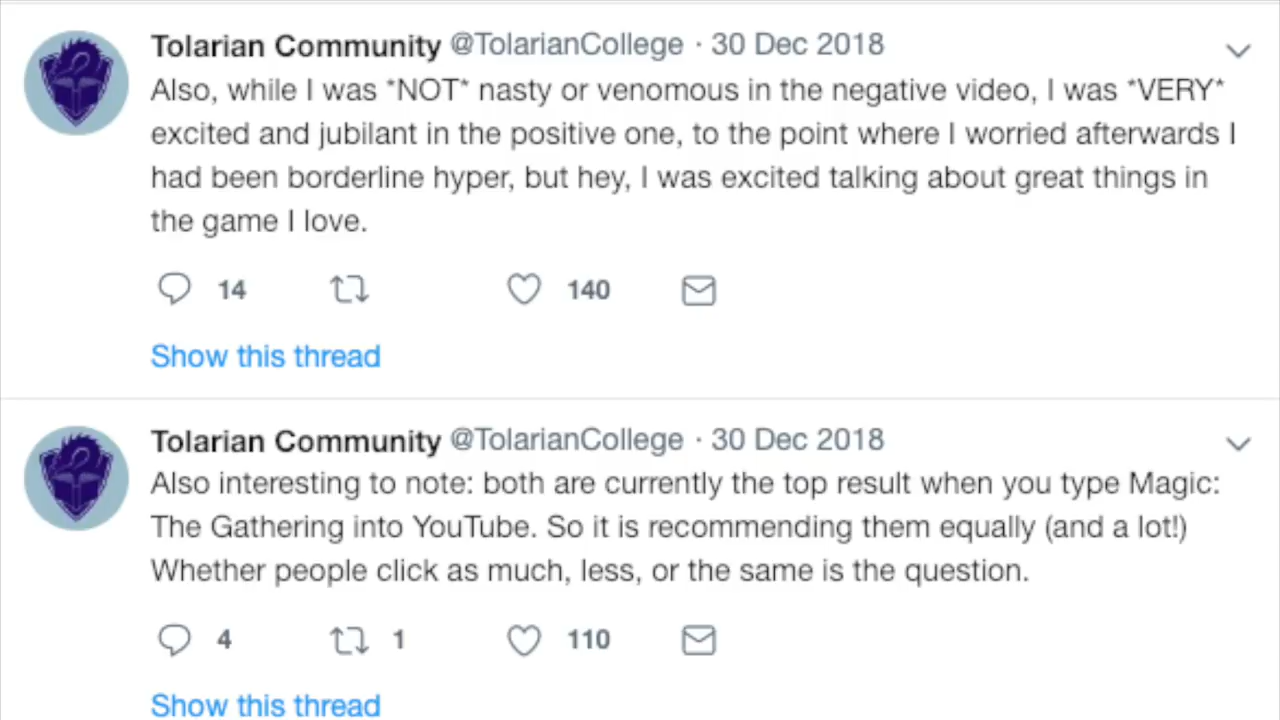 Tolarian Community @TolarianCollege · 30 Dec 2018
Also, while I was *NOT* nasty or venomous in the negative video, I was *VERY*
excited and jubilant in the positive one, to the point where I worried afterwards I
had been borderline hyper, but hey, I was excited talking about great things in
the game I love.
14 140
Show this thread
Tolarian Community @TolarianCollege · 30 Dec 2018
Also interesting to note: both are currently the top result when you type Magic:
The Gathering into YouTube. So it is recommending them equally (and a lot!)
Whether people click as much, less, or the same is the question.
4 1 110
Show this thread